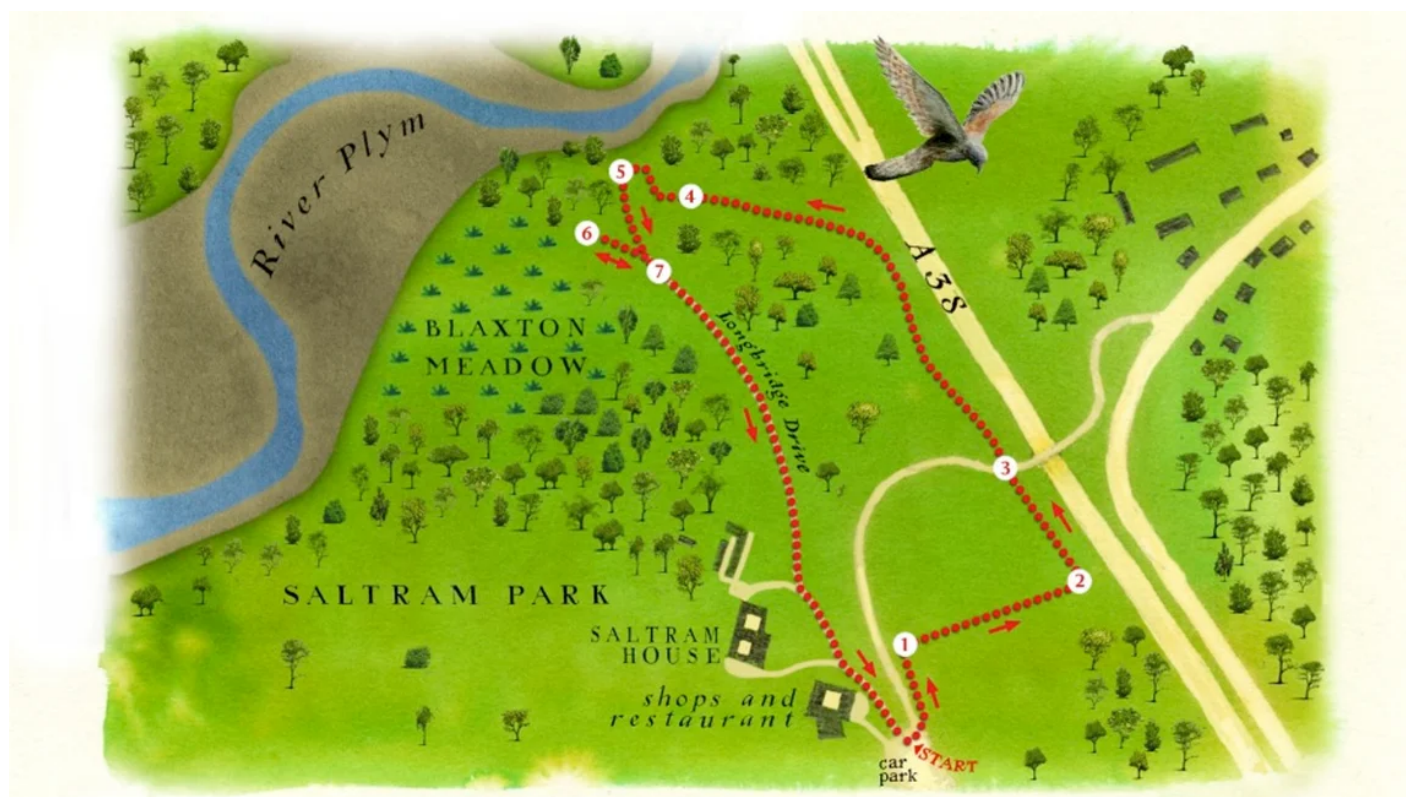 River Plym
5
4
6
7
A38
BLAXTON
MEADOW
Longbridge Drive
3
2
SALTRAM PARK
1
SALTRAM
HOUSE
shops and
restaurant
START
car
park